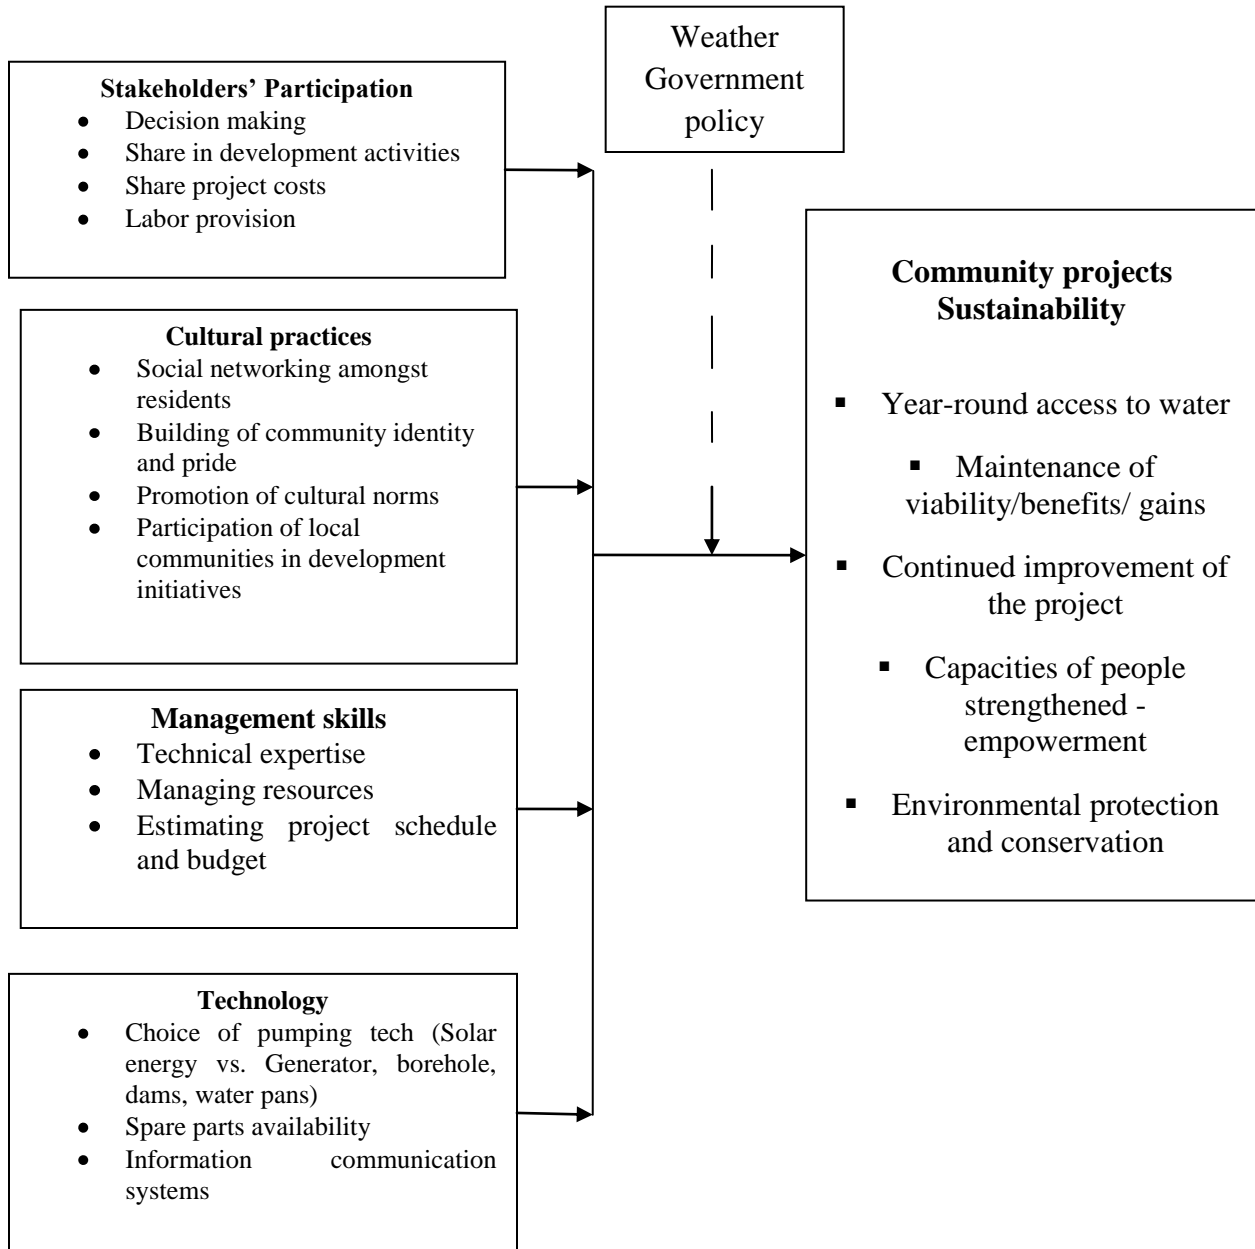 Weather
Government
policy
Stakeholders’ Participation
● Decision making
● Share in development activities
● Share project costs
● Labor provision
Cultural practices
● Social networking amongst
residents
● Building of community identity
and pride
● Promotion of cultural norms
● Participation of local
communities in development
initiatives
Management skills
● Technical expertise
● Managing resources
● Estimating project schedule
and budget
Technology
● Choice of pumping tech (Solar
energy vs. Generator, borehole,
dams, water pans)
● Spare parts availability
● Information communication
systems
Community projects
Sustainability
▪ Year-round access to water
▪ Maintenance of
viability/benefits/ gains
▪ Continued improvement of
the project
▪ Capacities of people
strengthened -
empowerment
▪ Environmental protection
and conservation